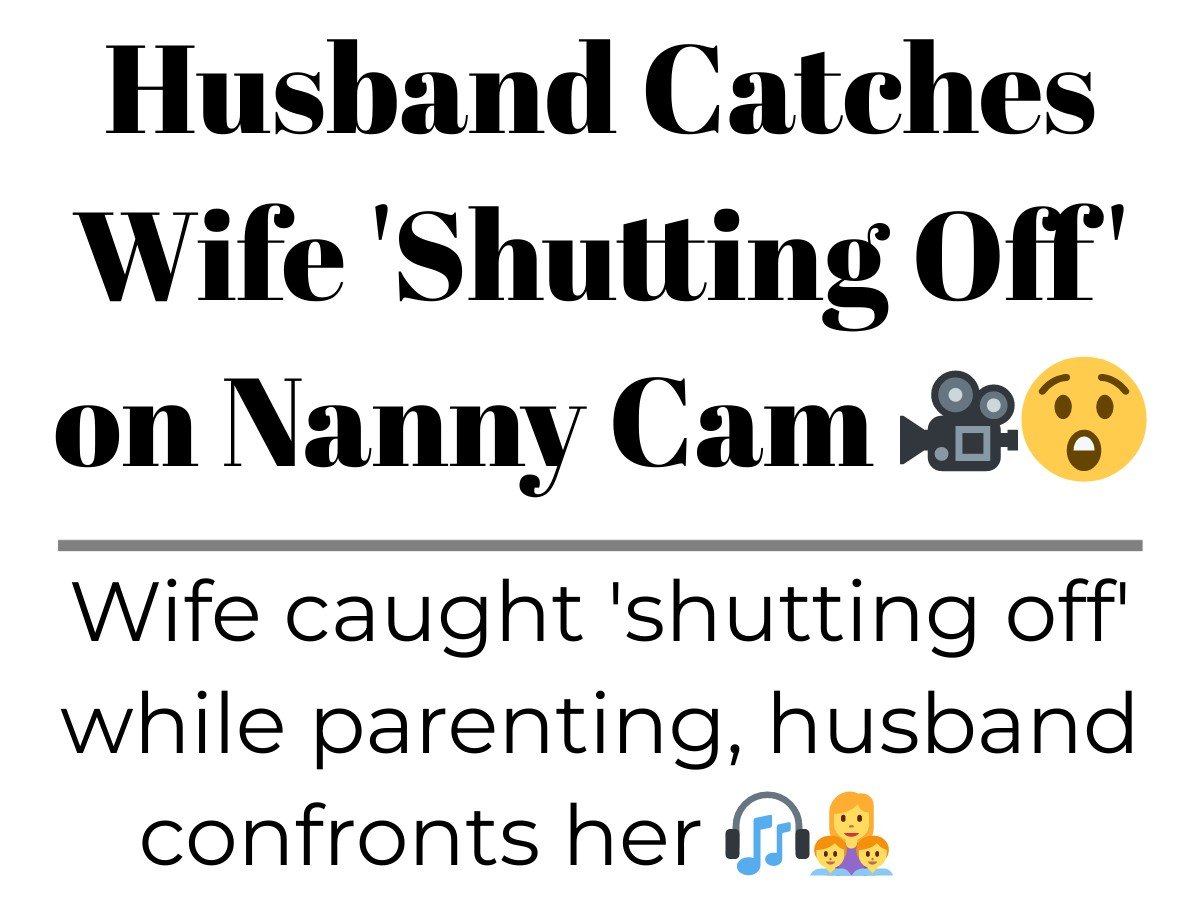 Husband Catches
Wife 'Shutting Off'
on Nanny Cam 🎥😲
Wife caught 'shutting off'
while parenting, husband
confronts her 🎧👩‍👦‍👦